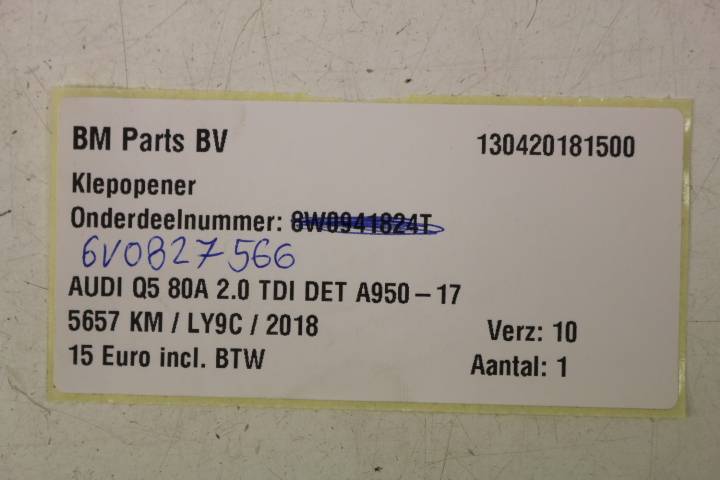 BM Parts BV 130420181500
Klepopener
Onderdeelnummer: 8W0941824T
6V0827566
AUDI Q5 80A 2.0 TDI DET A950-17
5657 KM / LY9C / 2018 Verz: 10
15 Euro incl. BTW Aantal: 1